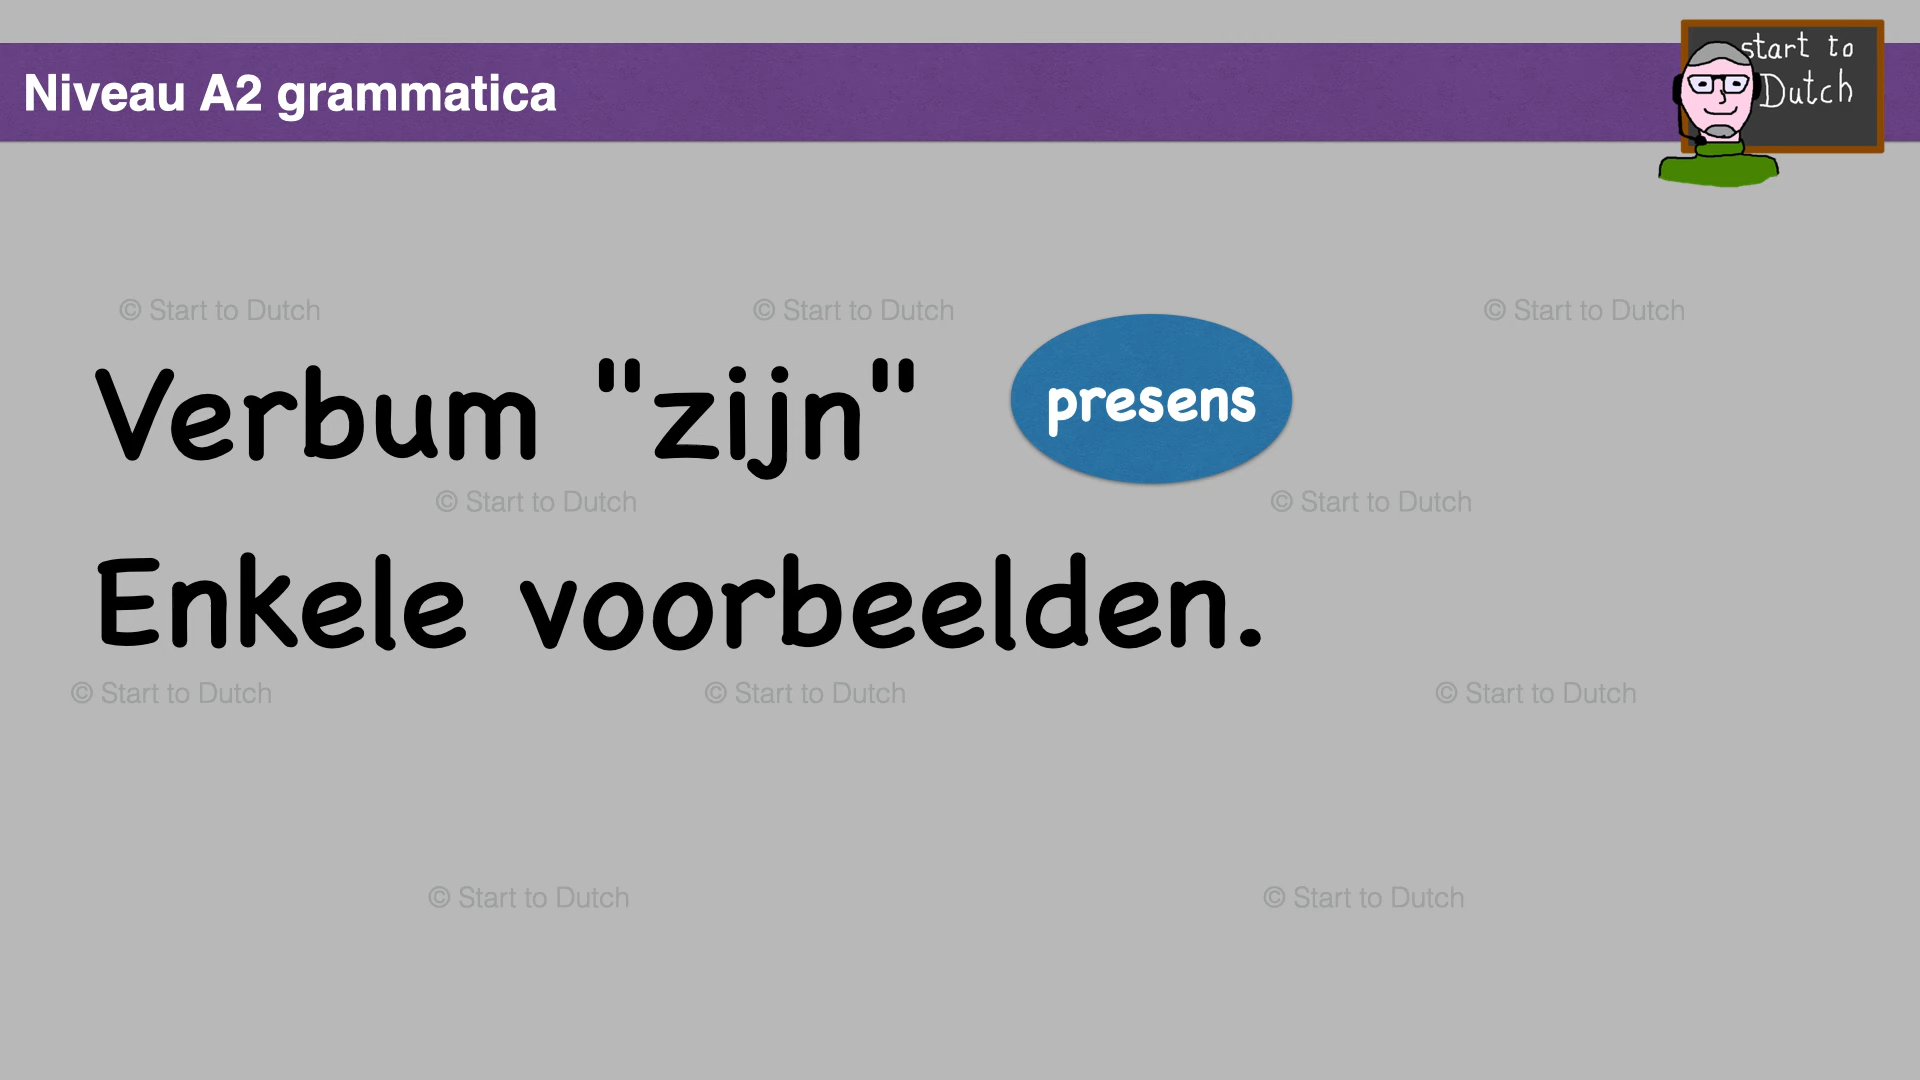 Niveau A2 grammatica
start to
Dutch
© Start to Dutch © Start to Dutch © Start to Dutch
Verbum "zijn" presens
© Start to Dutch © Start to Dutch
Enkele voorbeelden.
© Start to Dutch © Start to Dutch © Start to Dutch
© Start to Dutch © Start to Dutch